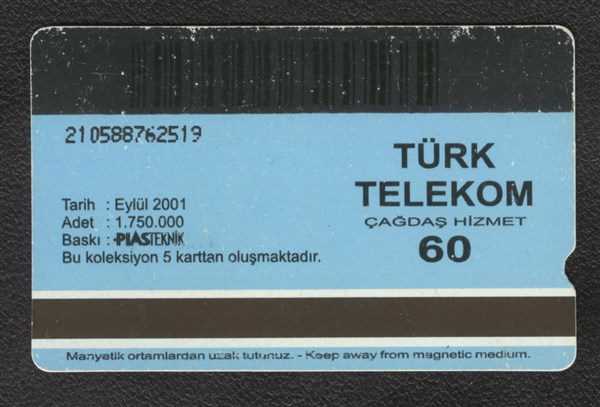 210588762519
TÜRK
TELEKOM
ÇAĞDAŞ HİZMET
60
Tarih : Eylül 2001
Adet : 1.750.000
Baskı : PLASTEKNİK
Bu koleksiyon 5 karttan oluşmaktadır.
Manyetik ortamlardan uzak tutunuz. - Keep away from magnetic medium.